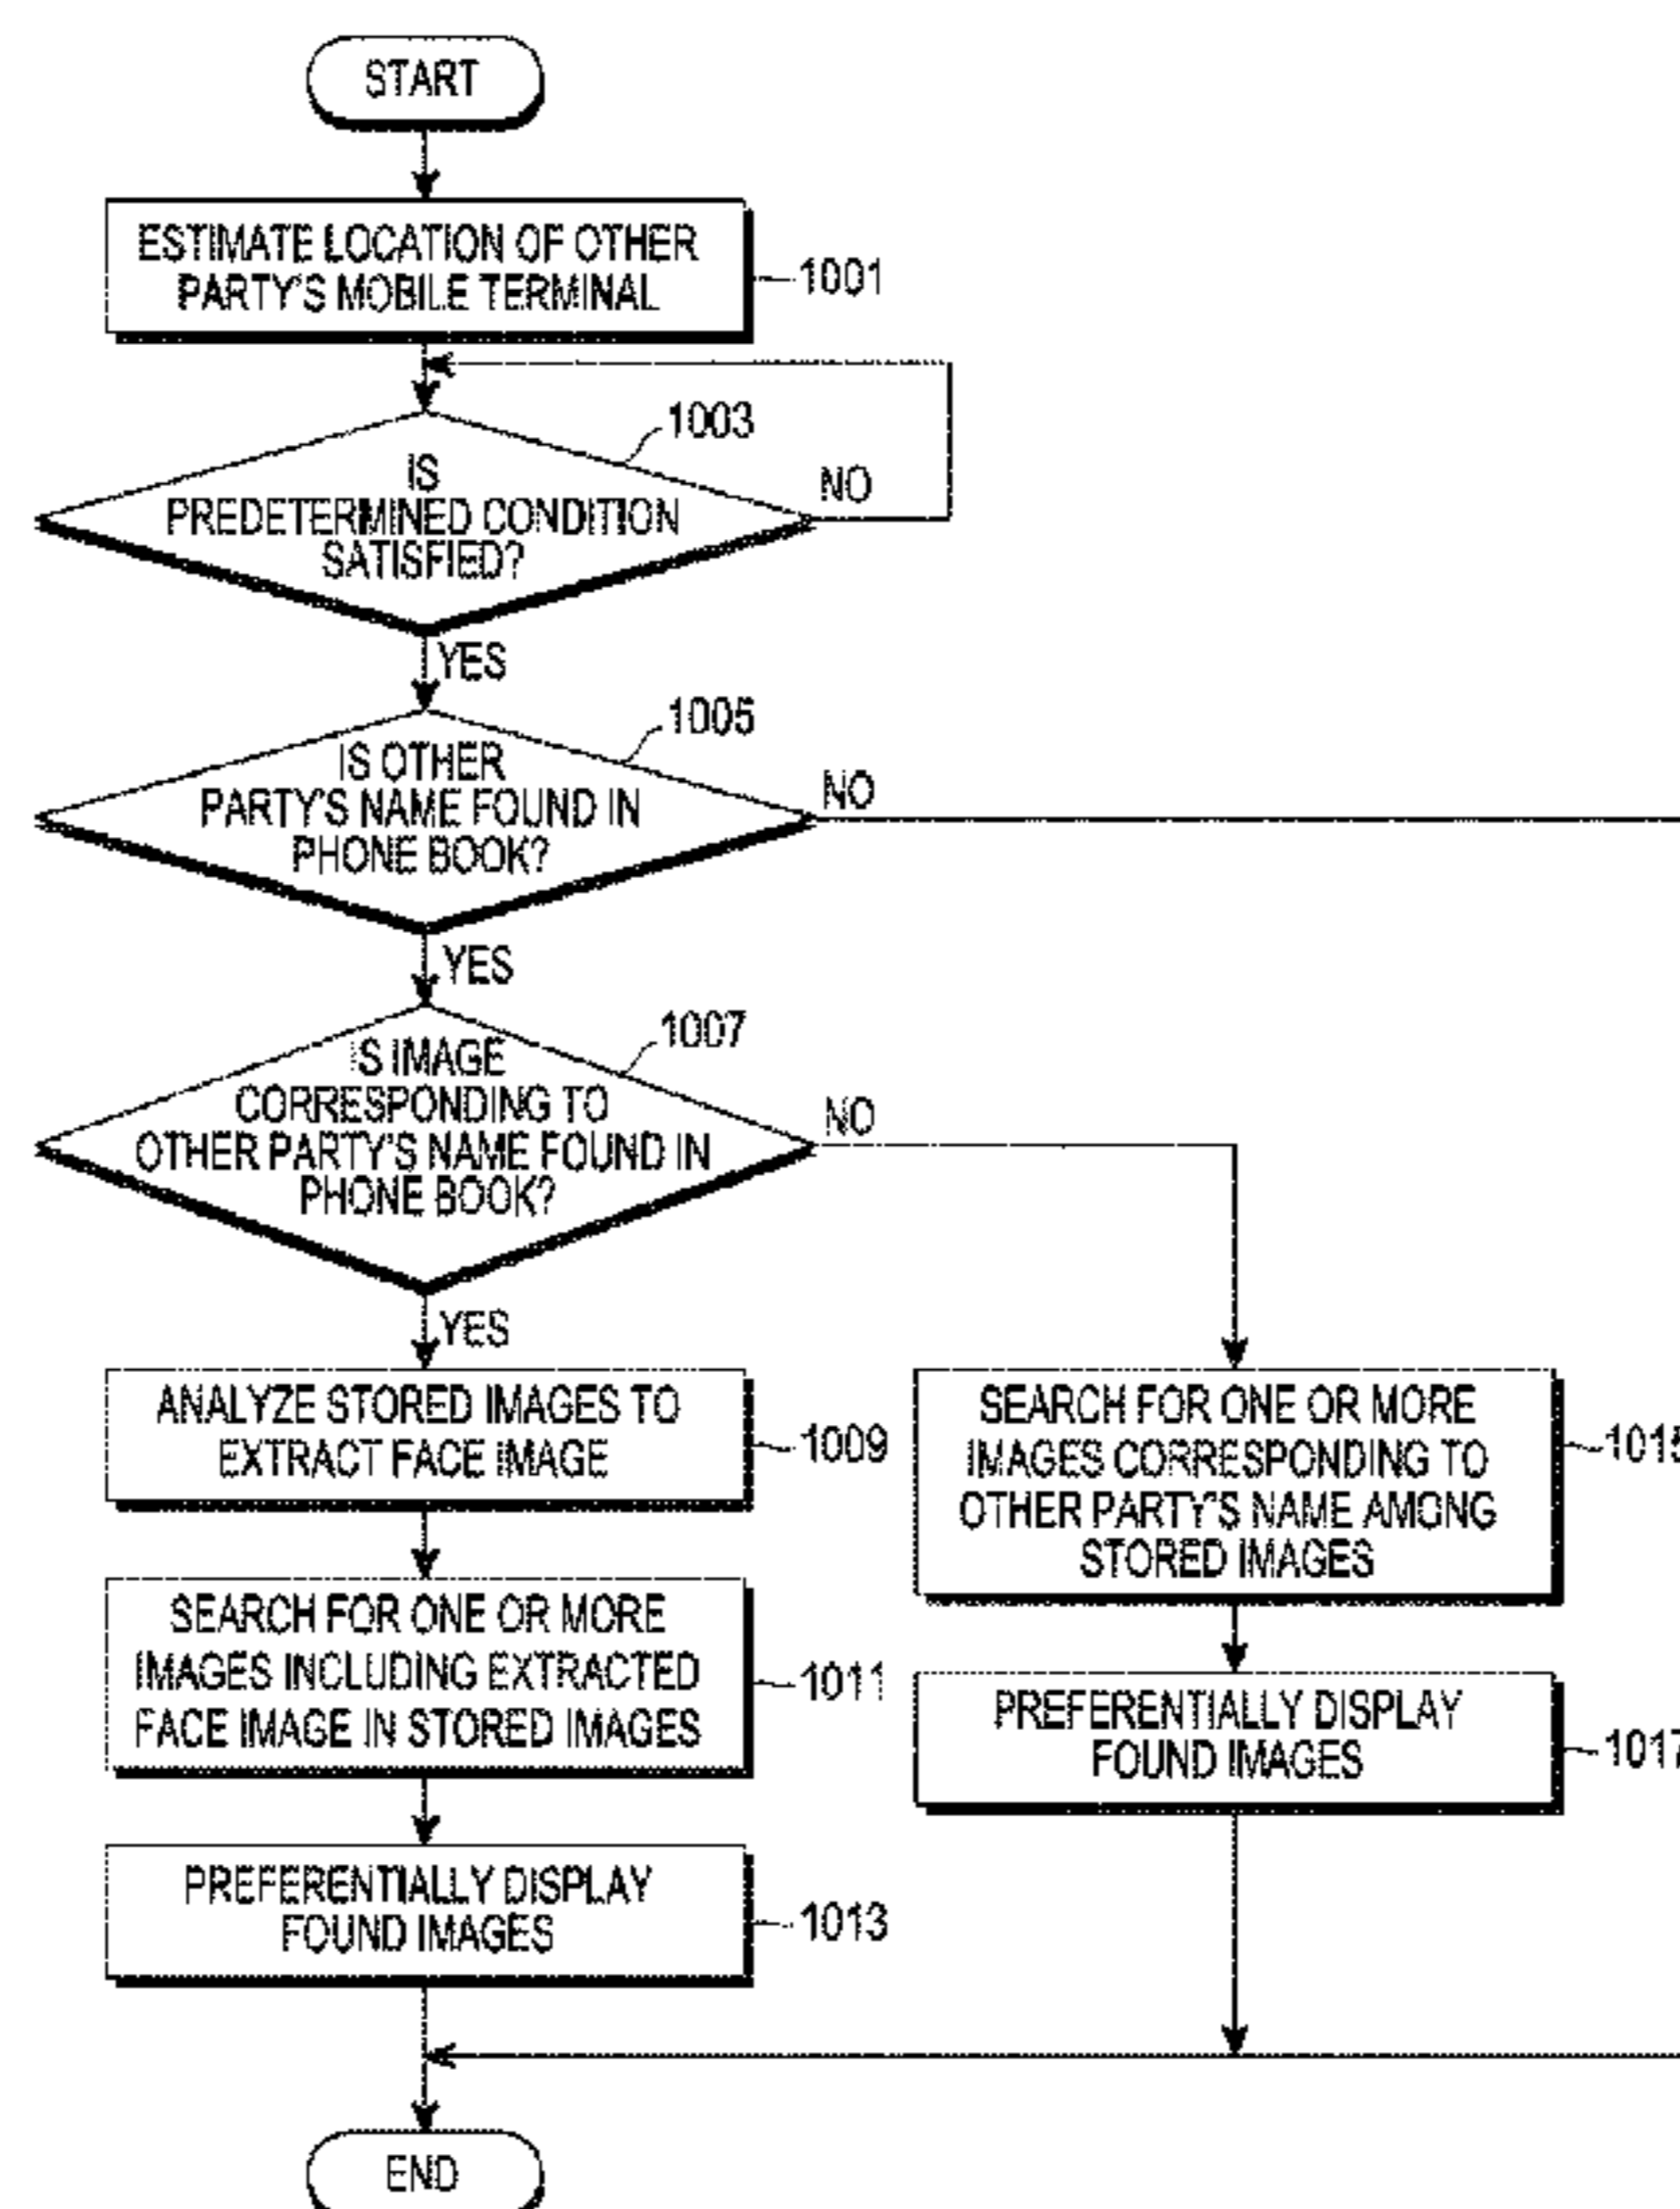 START
ESTIMATE LOCATION OF OTHER
PARTY'S MOBILE TERMINAL
1001
1003
IS
PREDETERMINED CONDITION
SATISFIED?
NO
YES
1005
IS OTHER
PARTY'S NAME FOUND IN
PHONE BOOK?
NO
YES
1007
IS IMAGE
CORRESPONDING TO
OTHER PARTY'S NAME FOUND IN
PHONE BOOK?
NO
YES
ANALYZE STORED IMAGES TO
EXTRACT FACE IMAGE
1009
SEARCH FOR ONE OR MORE
IMAGES CORRESPONDING TO
OTHER PARTY'S NAME AMONG
STORED IMAGES
1015
SEARCH FOR ONE OR MORE
IMAGES INCLUDING EXTRACTED
FACE IMAGE IN STORED IMAGES
1011
PREFERENTIALLY DISPLAY
FOUND IMAGES
1017
PREFERENTIALLY DISPLAY
FOUND IMAGES
1013
END